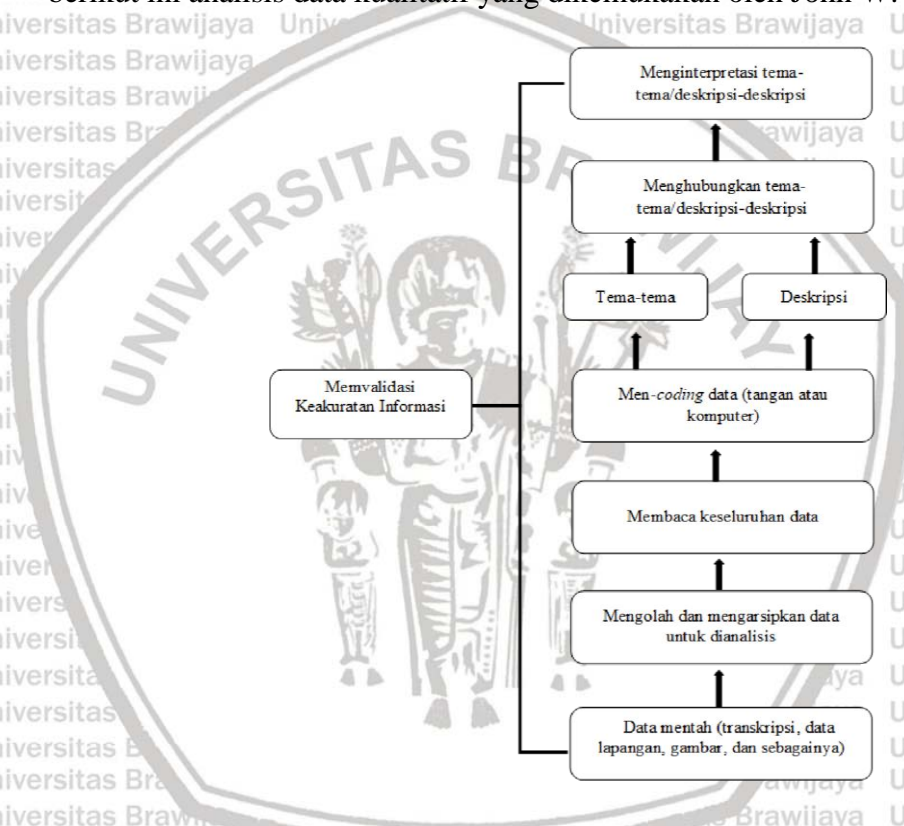 berikut ini analisis data kualitatif yang dikemukakan oleh John W.
Menginterpretasi tema-
tema/deskripsi-deskripsi
Menghubungkan tema-
tema/deskripsi-deskripsi
Tema-tema
Deskripsi
Memvalidasi
Keakuratan Informasi
Men-coding data (tangan atau
komputer)
Membaca keseluruhan data
Mengolah dan mengarsipkan data
untuk dianalisis
Data mentah (transkripsi, data
lapangan, gambar, dan sebagainya)
UNIVERSITAS BRAWIJAYA
Universitas Brawijaya